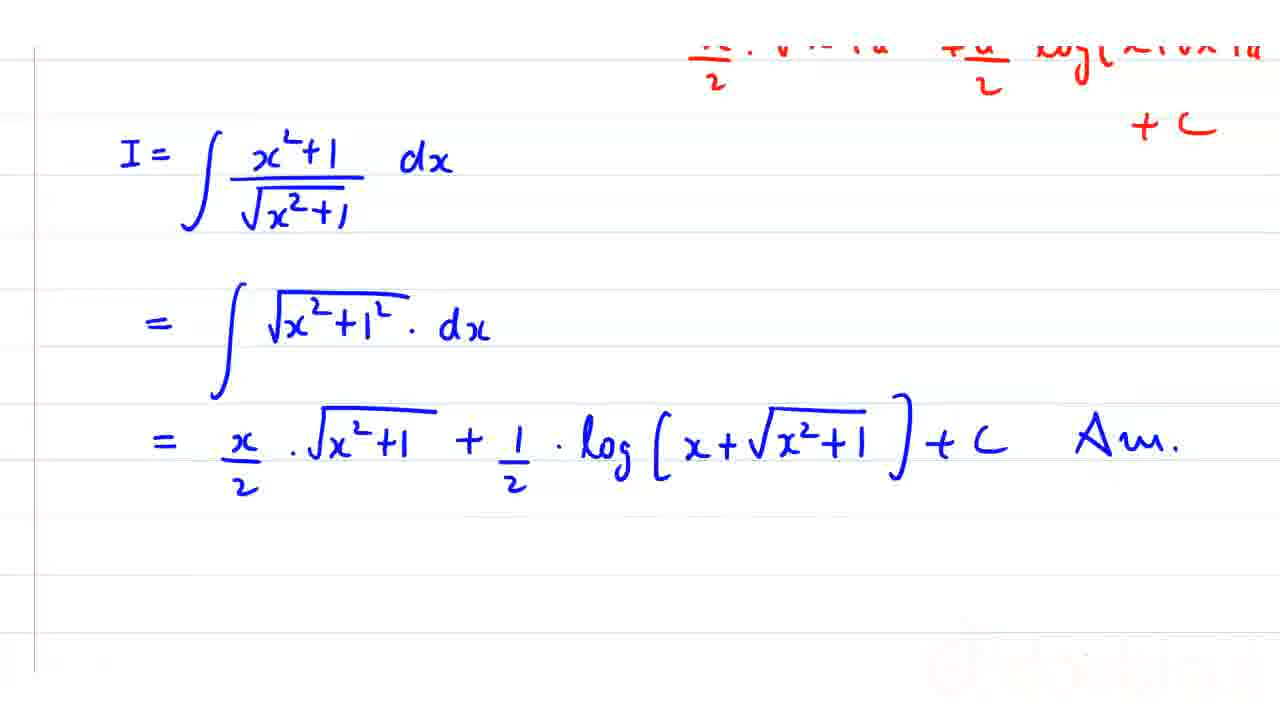 + C
I = ∫ (x²+1)/√(x²+1) dx
= ∫ √(x²+1²) . dx
= x/2 . √(x²+1) + 1/2 . log[x+√(x²+1)] + C Ans.